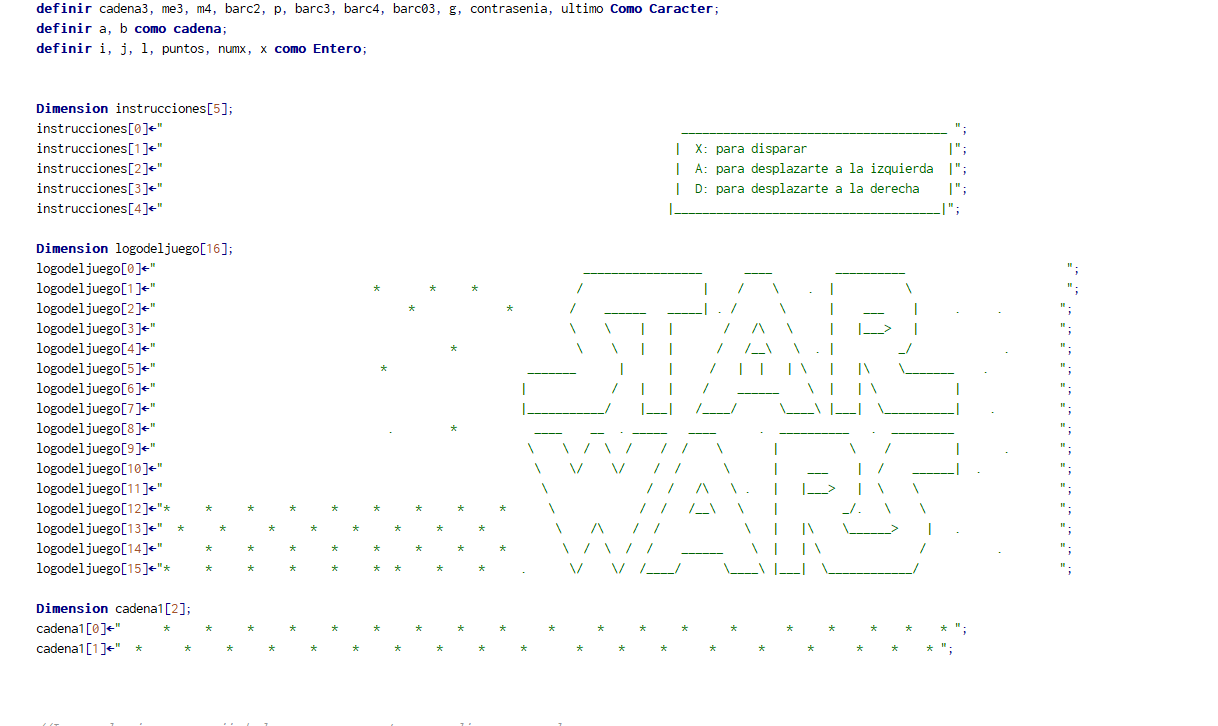 definir cadena3, me3, m4, barc2, p, barc3, barc4, barc03, g, contrasenia, ultimo Como Caracter;
definir a, b como cadena;
definir i, j, l, puntos, numx, x como Entero;
Dimension instrucciones[5];
instrucciones[0]←" ______________________________________ ";
instrucciones[1]←" | X: para disparar |";
instrucciones[2]←" | A: para desplazarte a la izquierda |";
instrucciones[3]←" | D: para desplazarte a la derecha |";
instrucciones[4]←" |______________________________________|";
Dimension logodeljuego[16];
logodeljuego[0]←" _________________ ____ __________ ";
logodeljuego[1]←" * * * / | / \ . | \ ";
logodeljuego[2]←" * * / ______ _____| . / \ | ___ | . . ";
logodeljuego[3]←" \ \ | | / /\ \ | |___> | ";
logodeljuego[4]←" * \ \ | | / /__\ \ . | _/ . ";
logodeljuego[5]←" * _______ | | / | | | \ | |\ \_______ . ";
logodeljuego[6]←" | / | | / ______ \ | | \ | ";
logodeljuego[7]←" |___________/ |___| /____/ \____\ |___| \__________| . ";
logodeljuego[8]←" . * ____ __ . _____ ____ . __________ . _________ ";
logodeljuego[9]←" \ \ / \ / / / \ | \ / | . ";
logodeljuego[10]←" \ \/ \/ / / \ | ___ | / ______| . ";
logodeljuego[11]←" \ / / /\ \ . | |___> | \ \ ";
logodeljuego[12]←"* * * * * * * * * \ / / /__\ \ | _/. \ \ ";
logodeljuego[13]←" * * * * * * * * \ /\ / / \ | |\ \______> | . ";
logodeljuego[14]←" * * * * * * * * \ / \ / / ______ \ | | \ / . ";
logodeljuego[15]←"* * * * * * * * * . \/ \/ /____/ \____\ |___| \____________/ ";
Dimension cadena1[2];
cadena1[0]←" * * * * * * * * * * * * * * * * * * * ";
cadena1[1]←" * * * * * * * * * * * * * * * * * * ";